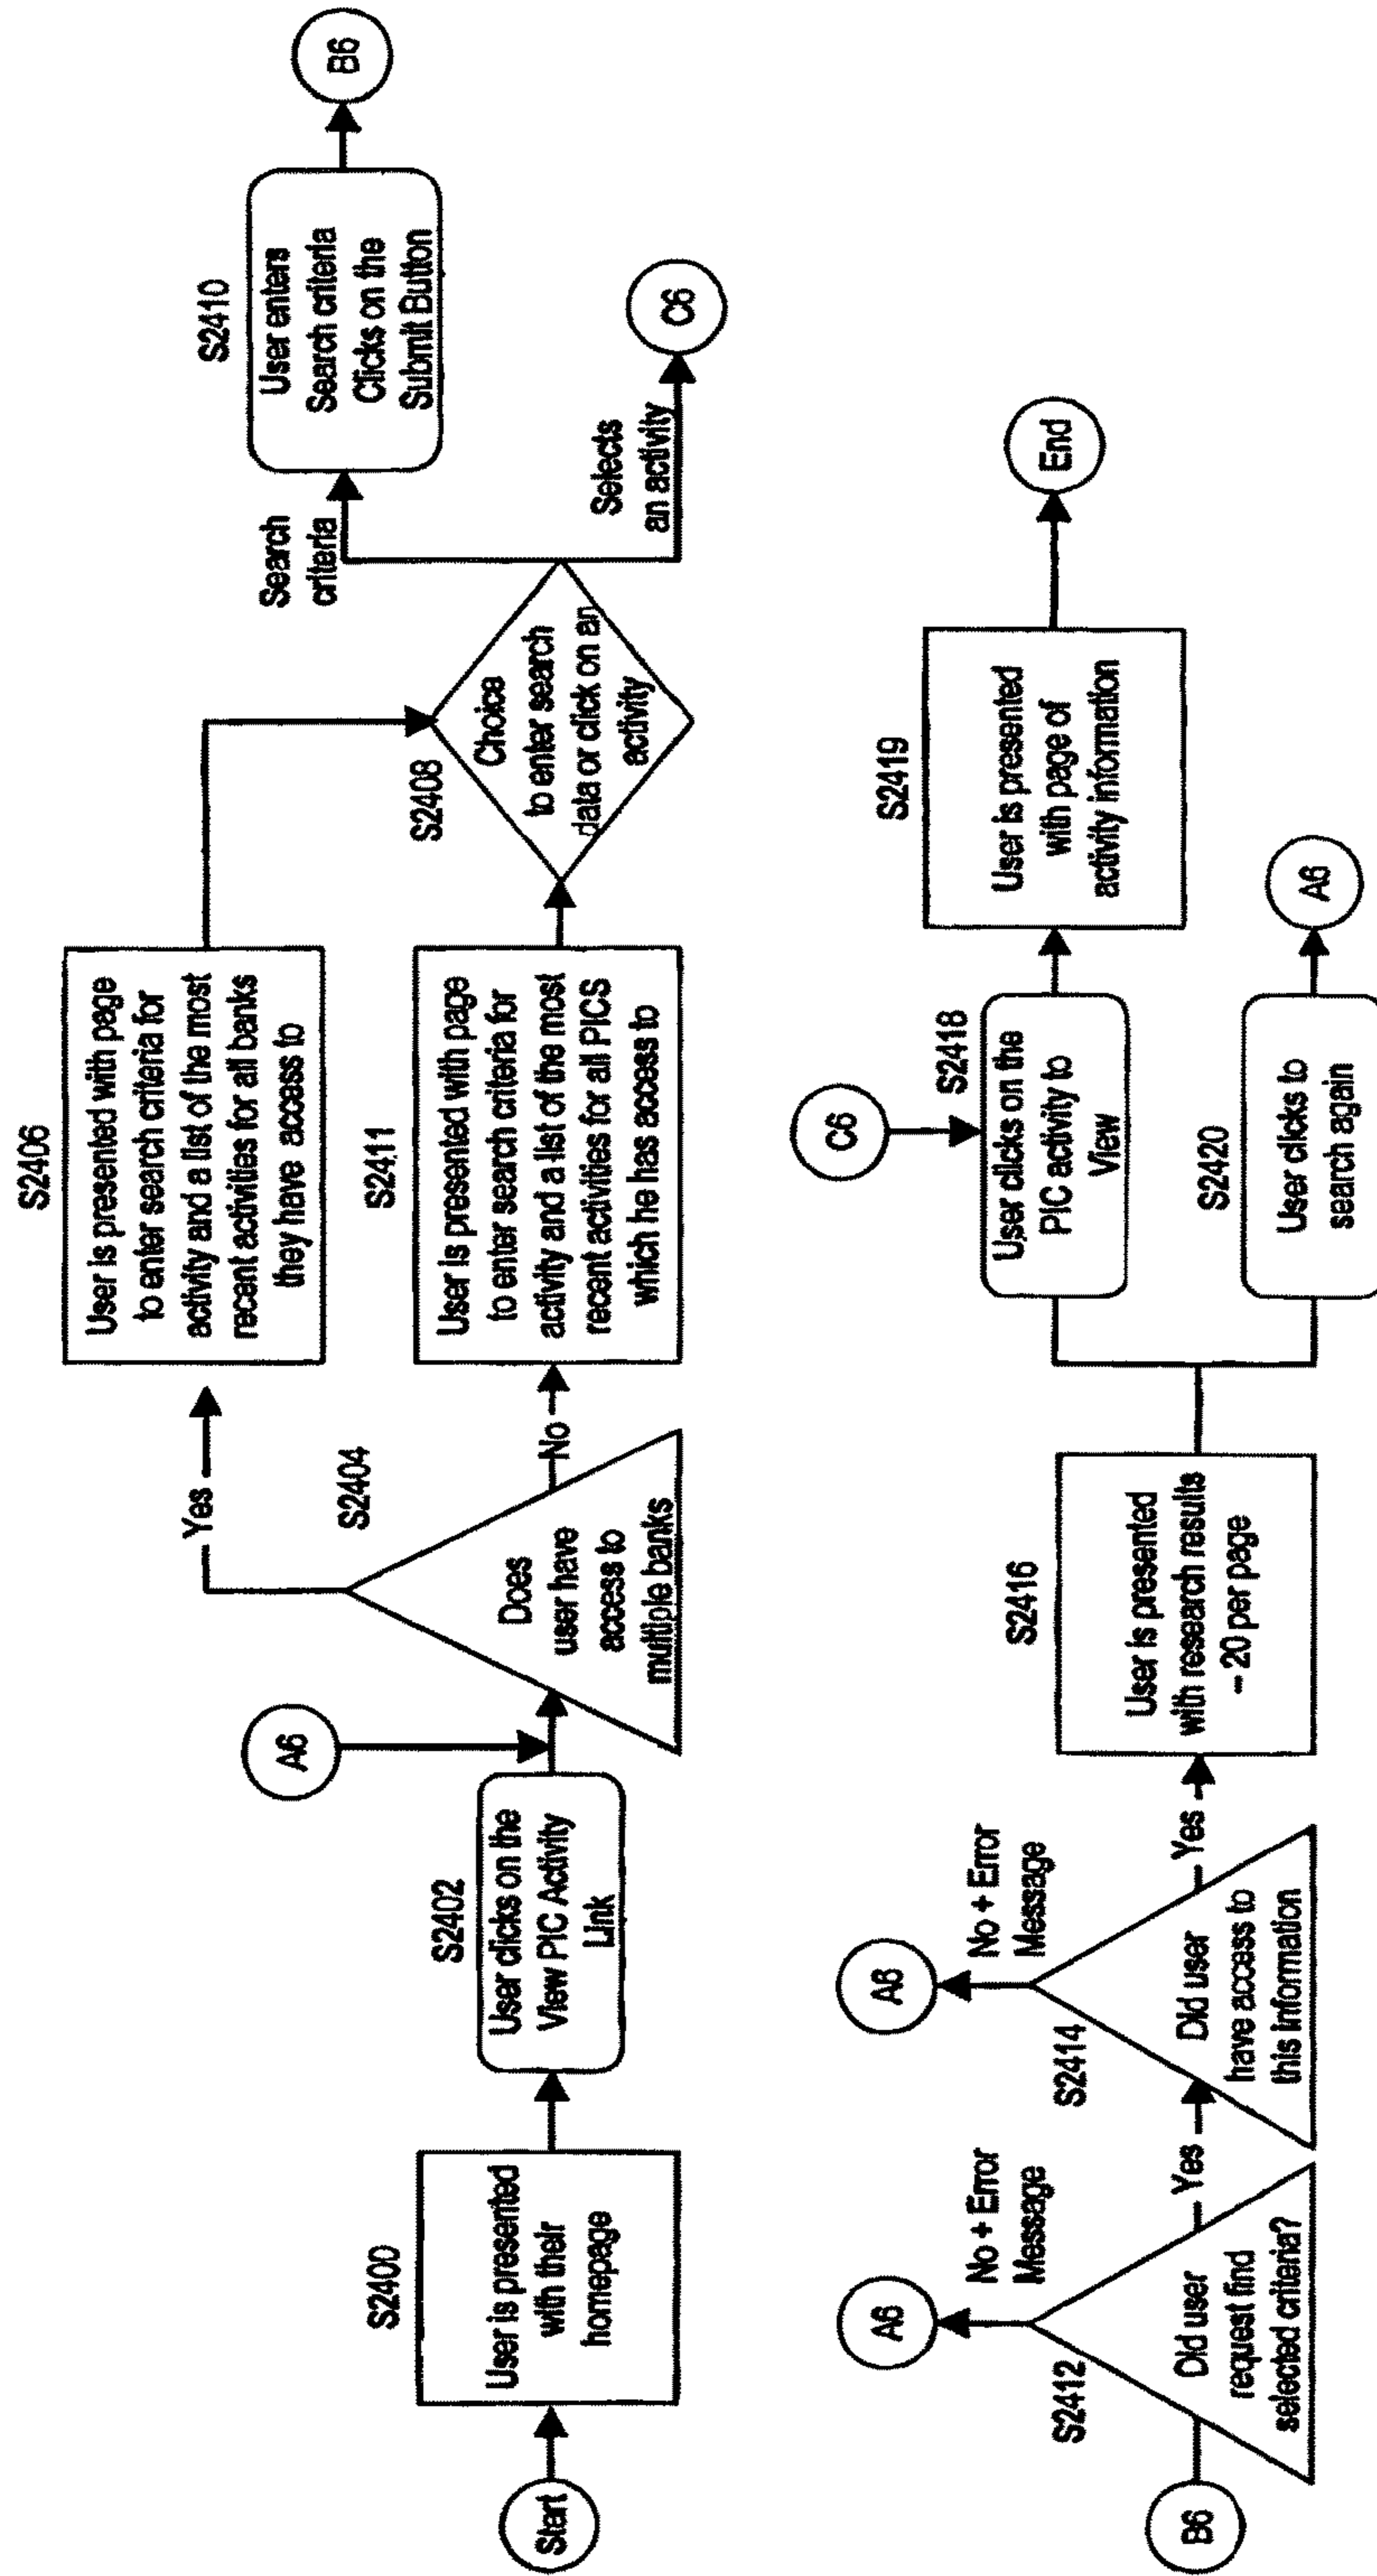 Start
S2400
User is presented
with their
homepage
S2402
User clicks on the
View PIC Activity
Link
A6
S2404
Does
user have
access to
multiple banks
Yes
No
S2406
User is presented with page
to enter search criteria for
activity and a list of the most
recent activities for all banks
they have access to
S2411
User is presented with page
to enter search criteria for
activity and a list of the most
recent activities for all PICS
which he has access to
S2408
Choice
to enter search
data or click on an
activity
Search
criteria
Selects
an activity
S2410
User enters
Search criteria
Clicks on the
Submit Button
B6
C6
B6
S2412
Did user
request find
selected criteria?
A6
No + Error
Message
Yes
S2414
Did user
have access to
this information
A6
No + Error
Message
Yes
S2416
User is presented
with research results
– 20 per page
C6
S2418
User clicks on the
PIC activity to
View
S2420
User clicks to
search again
S2419
User is presented
with page of
activity information
A6
End